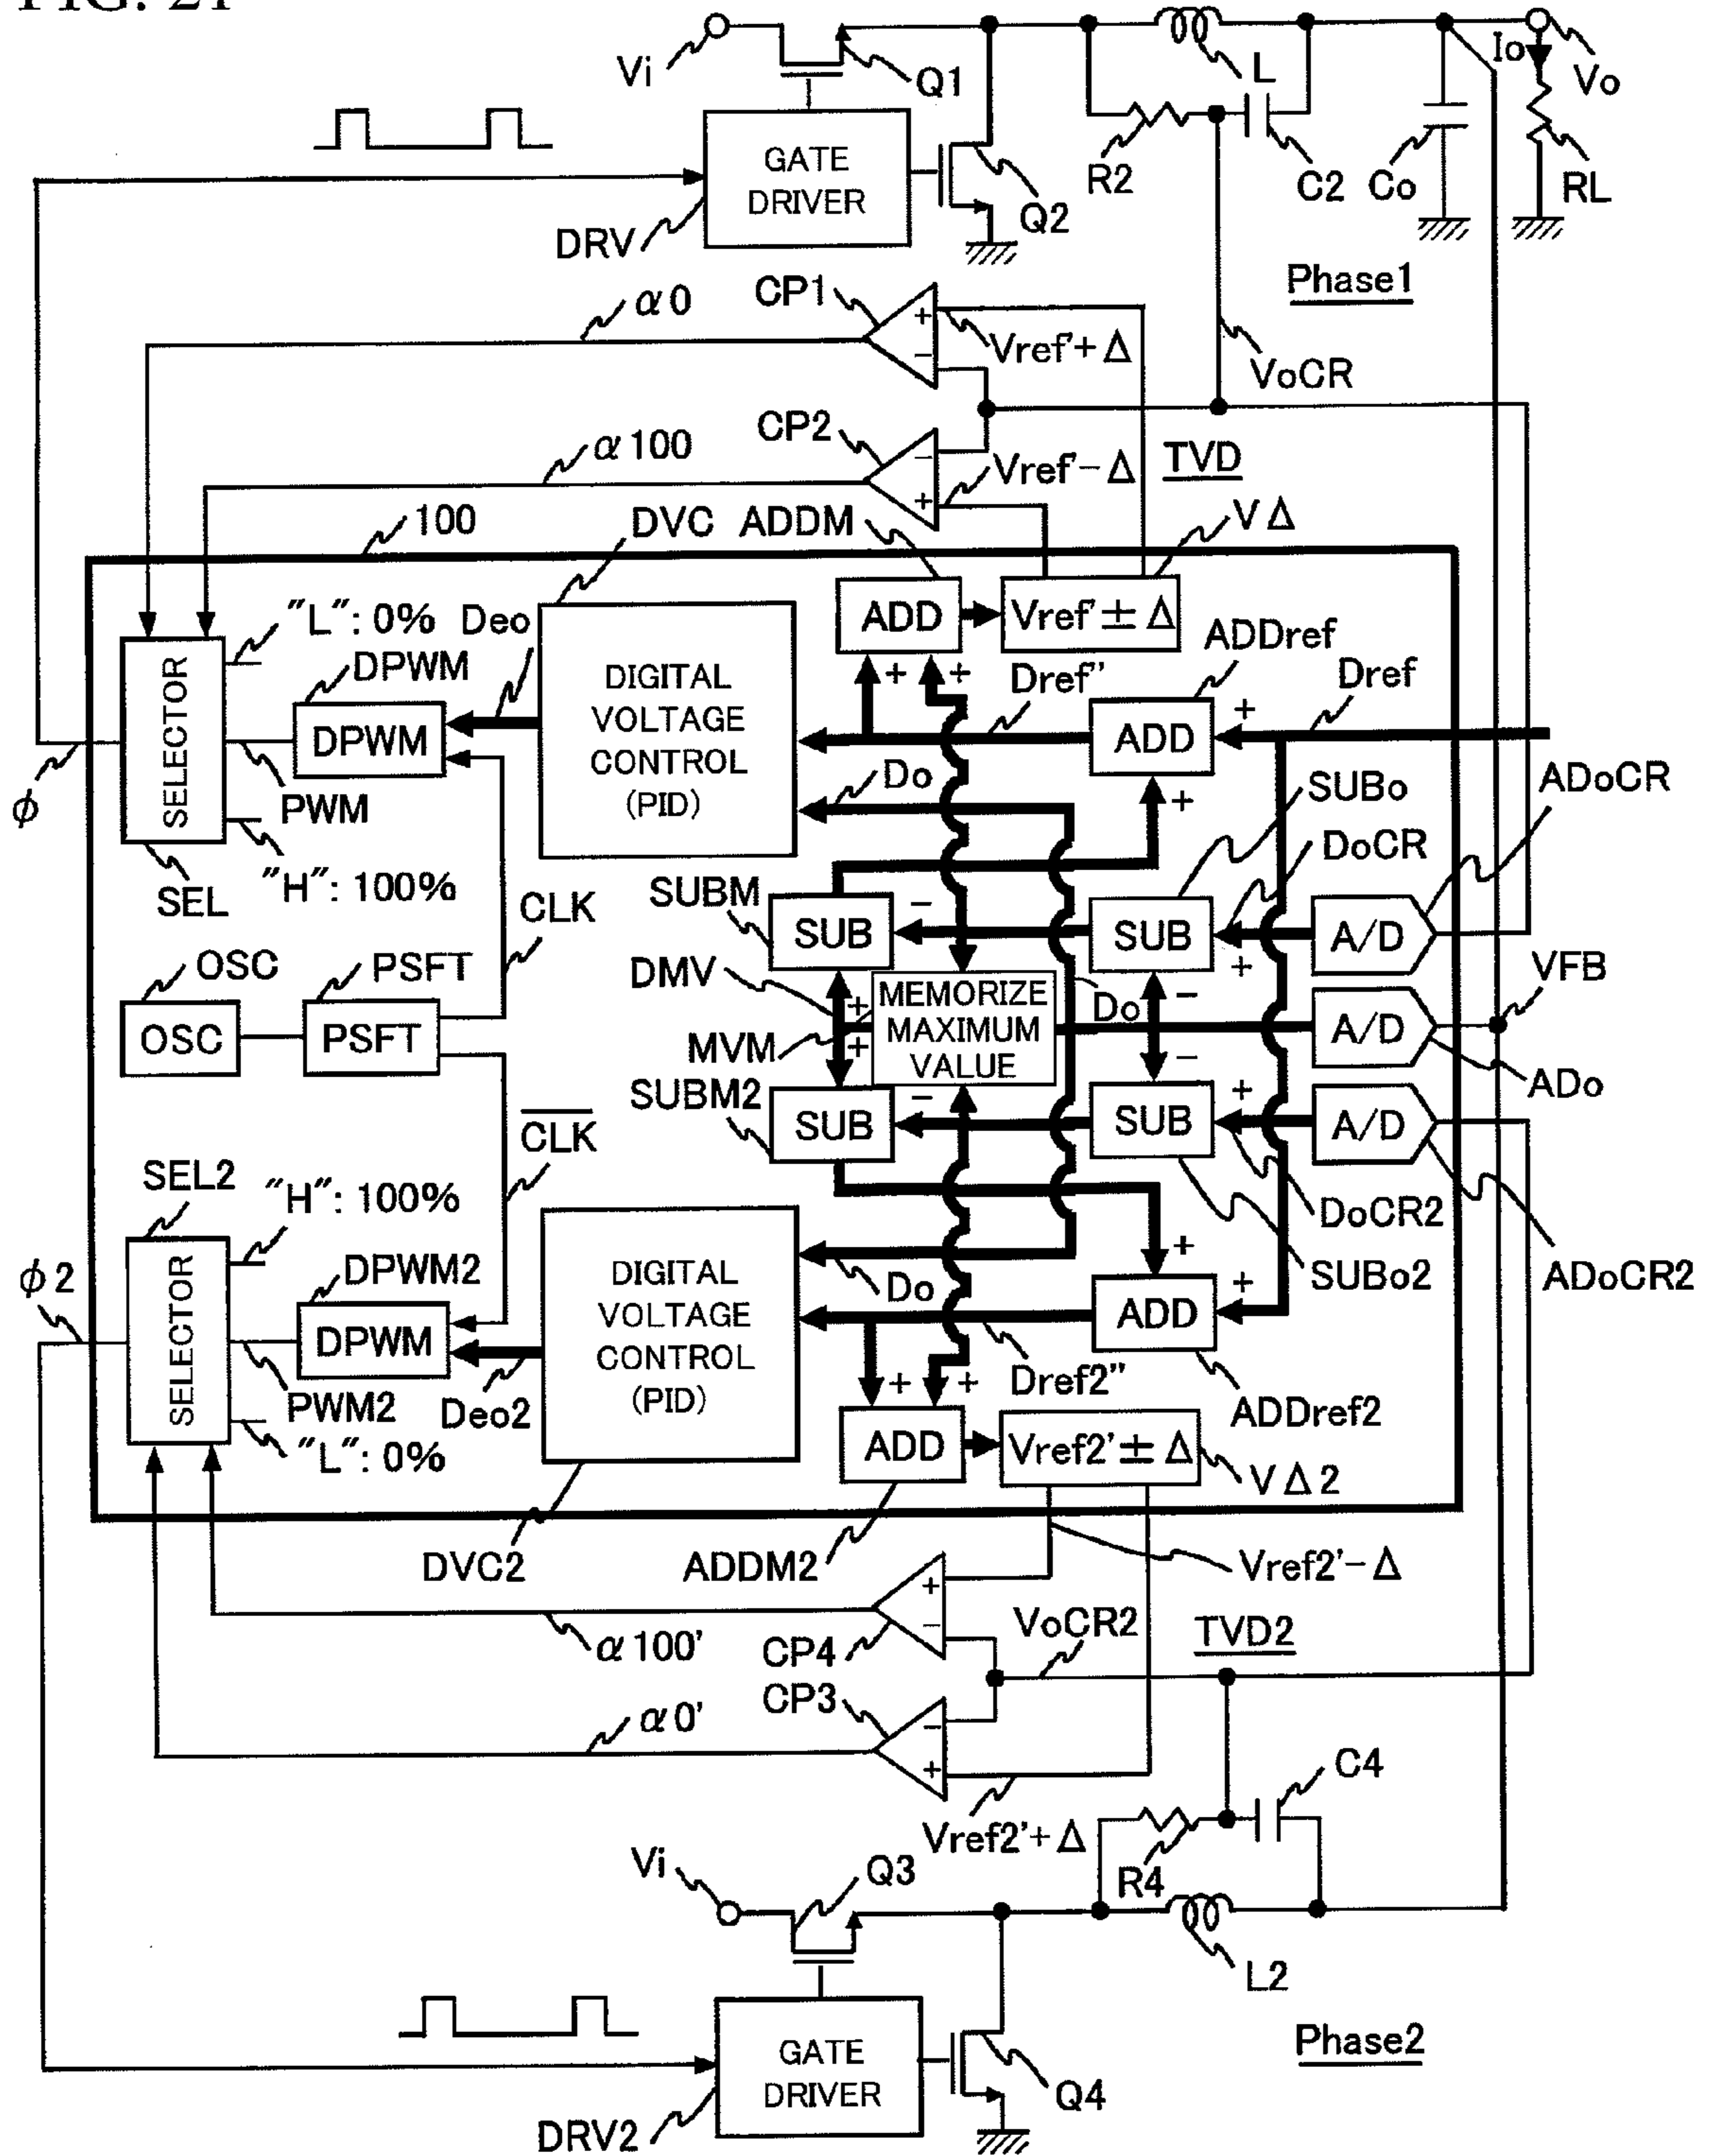 FIG. 21
Vi
Q1
L
Io
Vo
GATE
DRIVER
R2
C2
Co
RL
Q2
DRV
Phase1
α0
CP1
Vref'+Δ
VoCR
α100
CP2
Vref'-Δ
TVD
100
DVC
ADDM
VΔ
"L": 0%
Deo
ADD
Vref'±Δ
ADDref
SELECTOR
DPWM
DPWM
DIGITAL
VOLTAGE
CONTROL
(PID)
+
+
Dref"
Dref
+
ADD
φ
PWM
Do
+
SUBo
ADoCR
SEL
"H": 100%
CLK
SUBM
SUB
-
SUB
DoCR
+
A/D
OSC
PSFT
DMV
VFB
OSC
PSFT
+
MEMORIZE
MAXIMUM
VALUE
Do
-
A/D
MVM
+
-
ADo
SUBM2
SUB
-
SUB
+
A/D
CLK
SEL2
"H": 100%
DoCR2
φ2
SELECTOR
DPWM2
DPWM
DIGITAL
VOLTAGE
CONTROL
(PID)
Do
+
+
SUBo2
ADoCR2
ADD
PWM2
Deo2
+
+
Dref2"
ADDref2
"L": 0%
ADD
Vref2'±Δ
VΔ2
DVC2
ADDM2
Vref2'-Δ
+
-
α100'
CP4
VoCR2
TVD2
CP3
α0'
-
+
C4
Vref2'+Δ
R4
Vi
Q3
L2
GATE
DRIVER
Phase2
Q4
DRV2